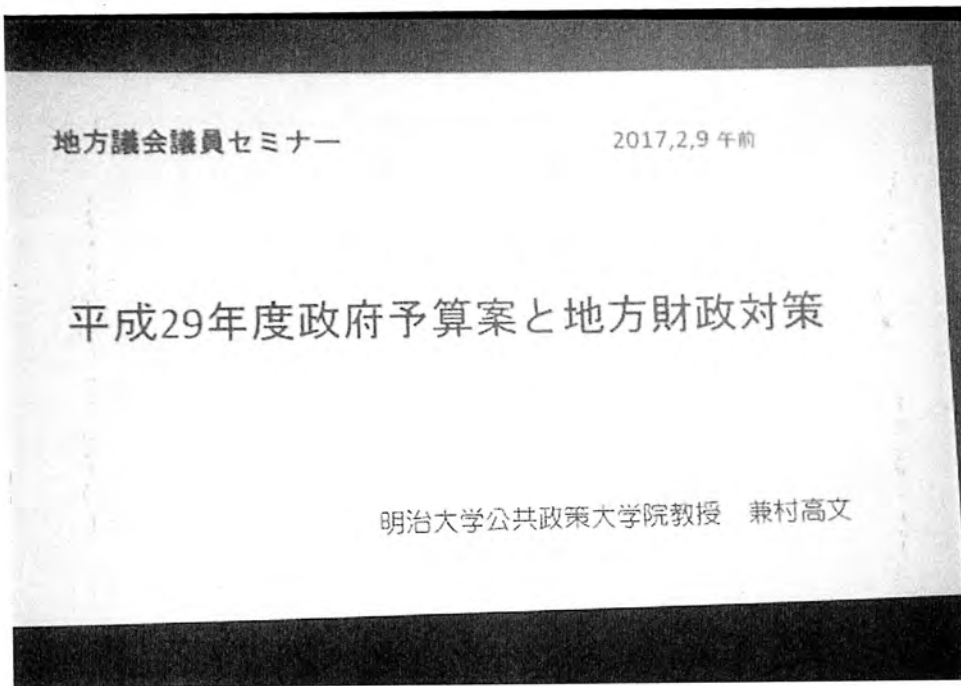 地方議会議員セミナー
2017,2,9 午前
平成29年度政府予算案と地方財政対策
明治大学公共政策大学院教授 兼村高文